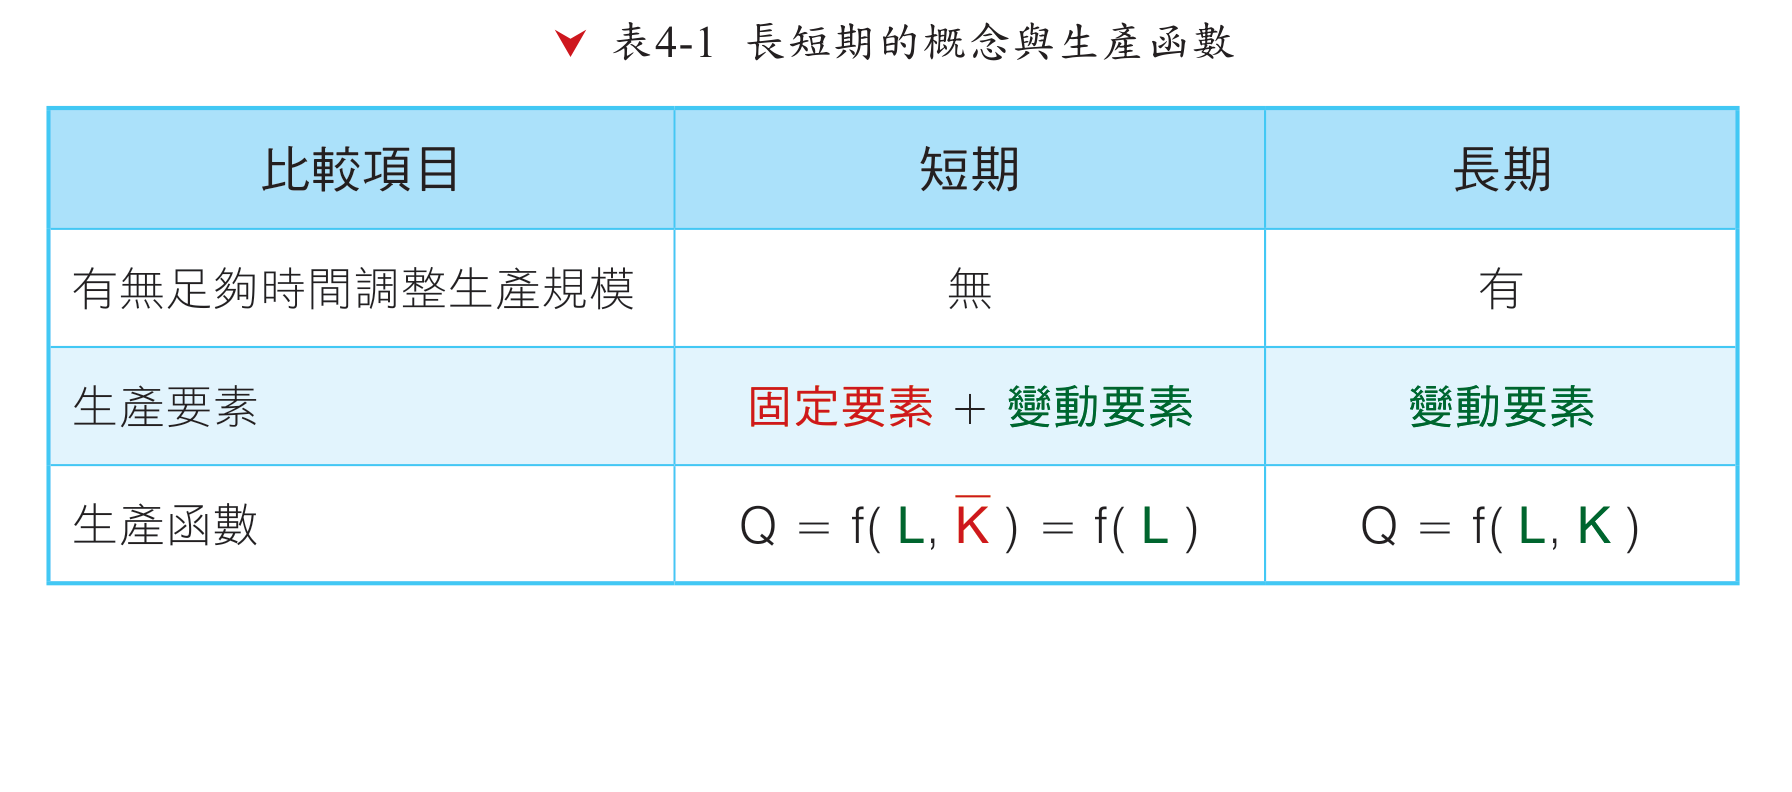 表4-1 長短期的概念與生產函數
比較項目 短期 長期
有無足夠時間調整生產規模 無 有
生產要素 固定要素 + 變動要素 變動要素
生產函數 Q = f( L, K̅ ) = f( L ) Q = f( L, K )